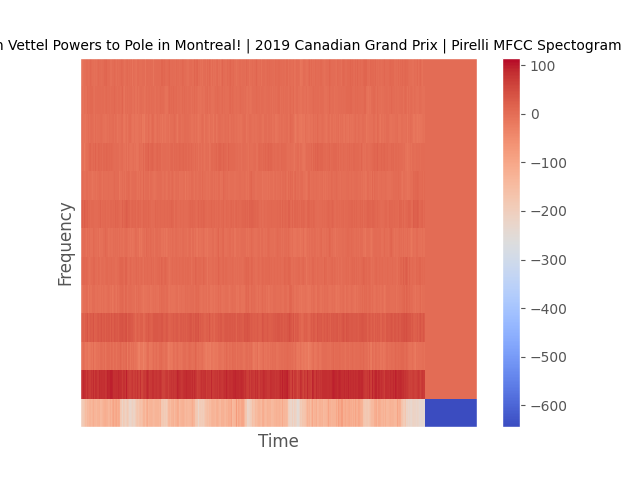 n Vettel Powers to Pole in Montreal! | 2019 Canadian Grand Prix | Pirelli MFCC Spectogram
Frequency
Time
100
0
−100
−200
−300
−400
−500
−600